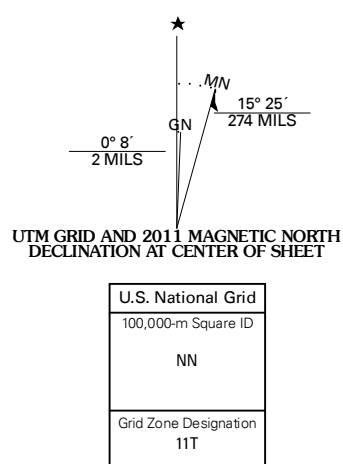 MN
15° 25´
274 MILS
GN
0° 8´
2 MILS
UTM GRID AND 2011 MAGNETIC NORTH
DECLINATION AT CENTER OF SHEET
U.S. National Grid
100,000-m Square ID
NN
Grid Zone Designation
11T